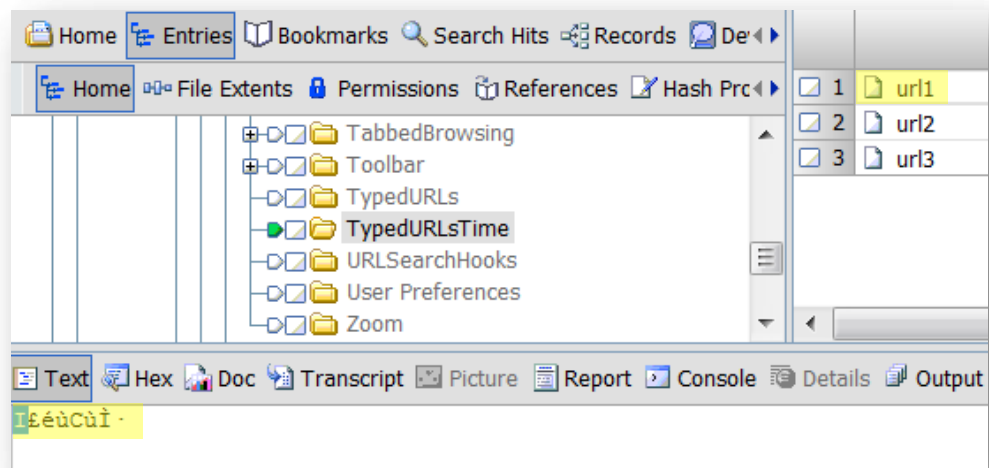 Home Entries Bookmarks Search Hits Records De
Home File Extents Permissions References Hash Prc
TabbedBrowsing
Toolbar
TypedURLs
TypedURLsTime
URLSearchHooks
User Preferences
Zoom
1 url1
2 url2
3 url3
Text Hex Doc Transcript Picture Report Console Details Output
I£éùCùÌ·